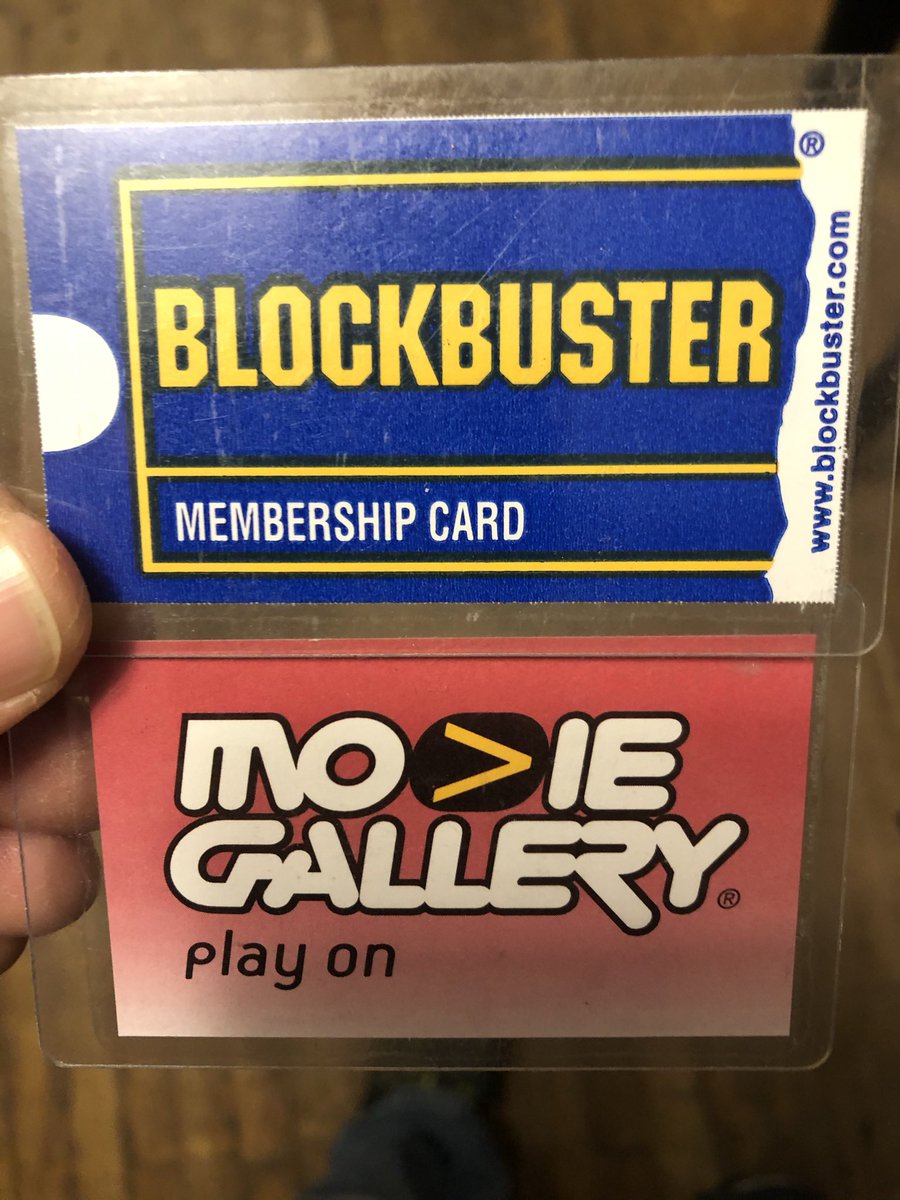 ®
www.blockbuster.com
BLOCKBUSTER
MEMBERSHIP CARD
MOVIE
GALLERY®
play on